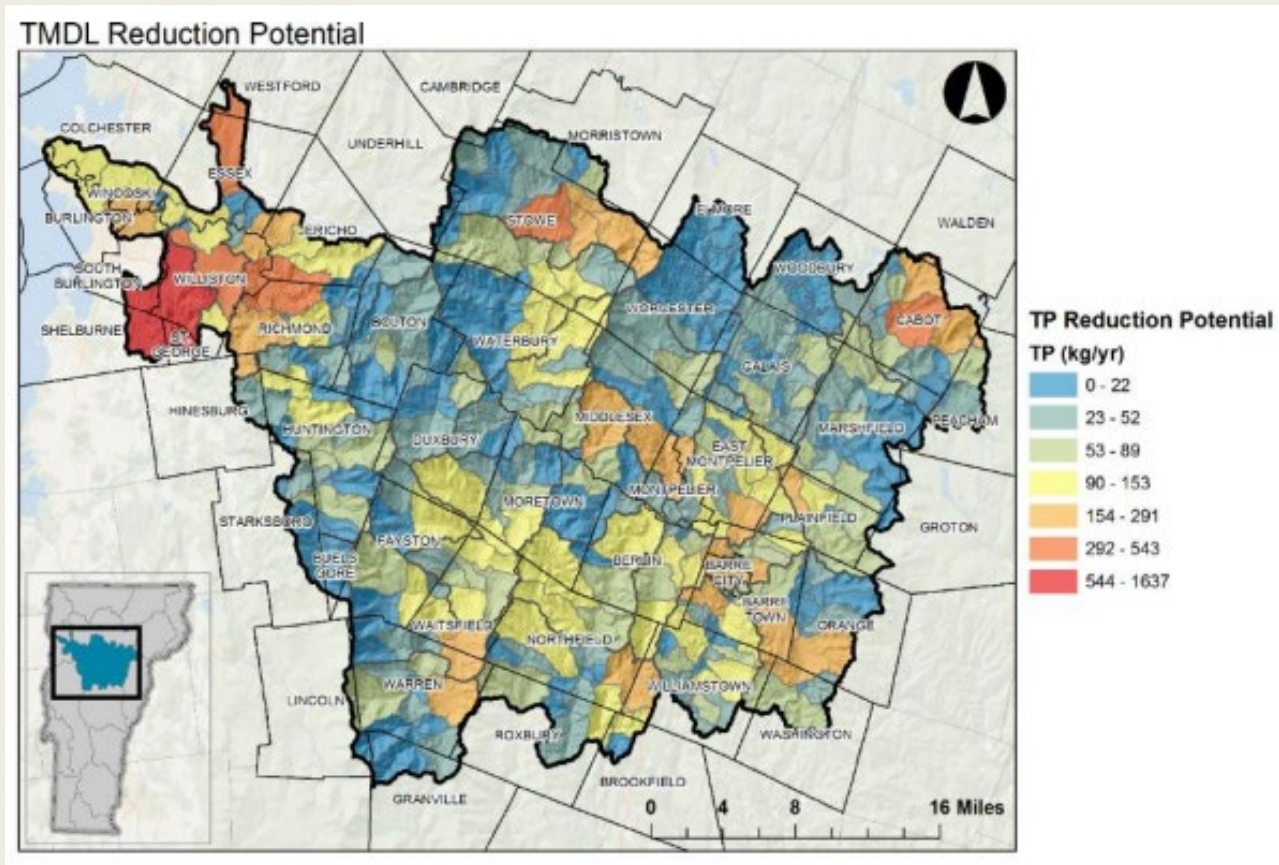 TMDL Reduction Potential
WESTFORD
CAMBRIDGE
COLCHESTER
UNDERHILL
MORRISTOWN
ESSEX
WINOOSKI
BURLINGTON
JERICHO
STOWE
ELMORE
WALDEN
SOUTH
BURLINGTON
WILLISTON
WOODBURY
SHELBURNE
ST.
GEORGE
RICHMOND
BOLTON
WATERBURY
WORCESTER
CABOT
CALAIS
HINESBURG
HUNTINGTON
DUXBURY
MIDDLESEX
EAST
MONTPELIER
MARSHFIELD
PEACHAM
STARKSBORO
MORETOWN
MONTPELIER
PLAINFIELD
GROTON
BUELS
GORE
FAYSTON
BERLIN
BARRE
CITY
BARRE
TOWN
WAITSFIELD
NORTHFIELD
ORANGE
LINCOLN
WARREN
WILLIAMSTOWN
ROXBURY
WASHINGTON
BROOKFIELD
GRANVILLE
0 4 8 16 Miles
TP Reduction Potential
TP (kg/yr)
0 - 22
23 - 52
53 - 89
90 - 153
154 - 291
292 - 543
544 - 1637